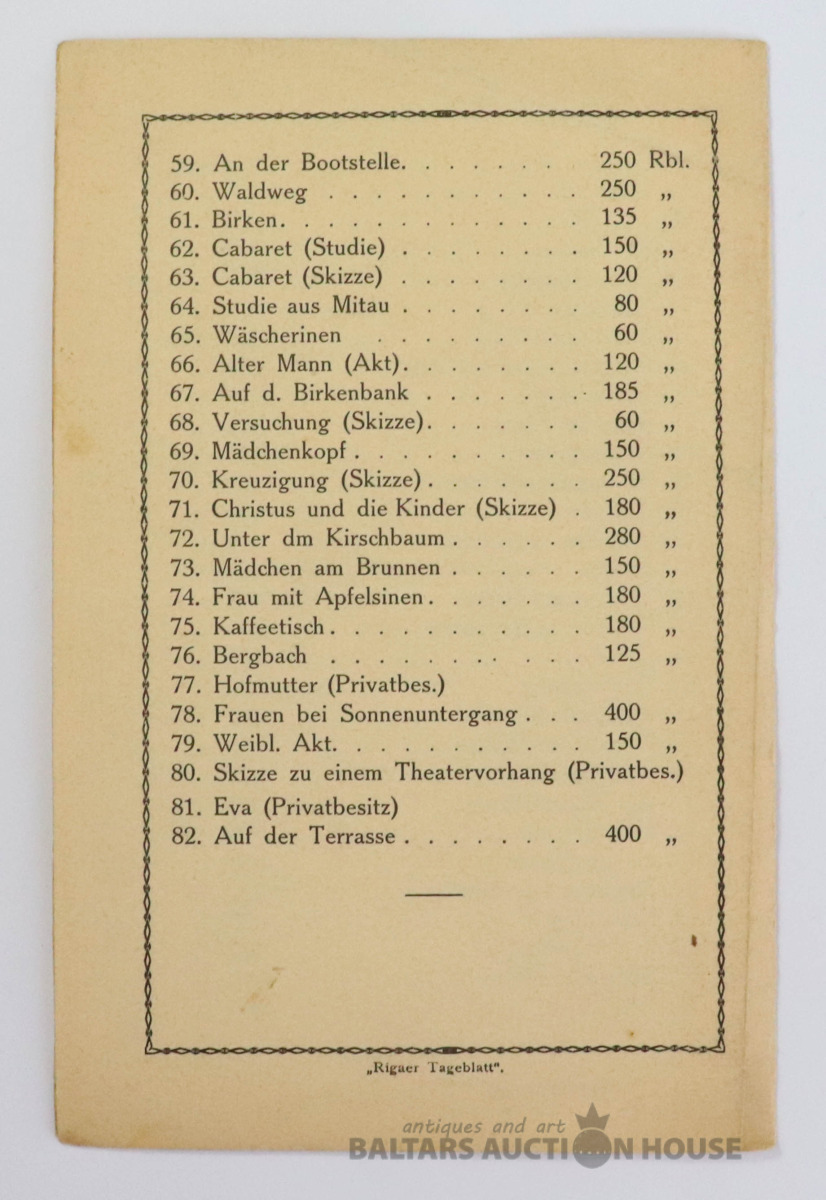 59. An der Bootstelle. . . . . . . 250 Rbl.
60. Waldweg . . . . . . . . . . . 250 „
61. Birken. . . . . . . . . . . . . 135 „
62. Cabaret (Studie) . . . . . . . . 150 „
63. Cabaret (Skizze) . . . . . . . . 120 „
64. Studie aus Mitau . . . . . . . . 80 „
65. Wäscherinen . . . . . . . . . 60 „
66. Alter Mann (Akt). . . . . . . . 120 „
67. Auf d. Birkenbank . . . . . . . 185 „
68. Versuchung (Skizze). . . . . . . 60 „
69. Mädchenkopf . . . . . . . . . . 150 „
70. Kreuzigung (Skizze) . . . . . . . 250 „
71. Christus und die Kinder (Skizze) . 180 „
72. Unter dm Kirschbaum . . . . . . 280 „
73. Mädchen am Brunnen . . . . . . 150 „
74. Frau mit Apfelsinen . . . . . . . 180 „
75. Kaffeetisch . . . . . . . . . . . 180 „
76. Bergbach . . . . . . . . . . . 125 „
77. Hofmutter (Privatbes.)
78. Frauen bei Sonnenuntergang . . . 400 „
79. Weibl. Akt. . . . . . . . . . . 150 „
80. Skizze zu einem Theatervorhang (Privatbes.)
81. Eva (Privatbesitz)
82. Auf der Terrasse . . . . . . . . 400 „
„Rigaer Tageblatt“.
antiques and art
BALTARS AUCTION HOUSE